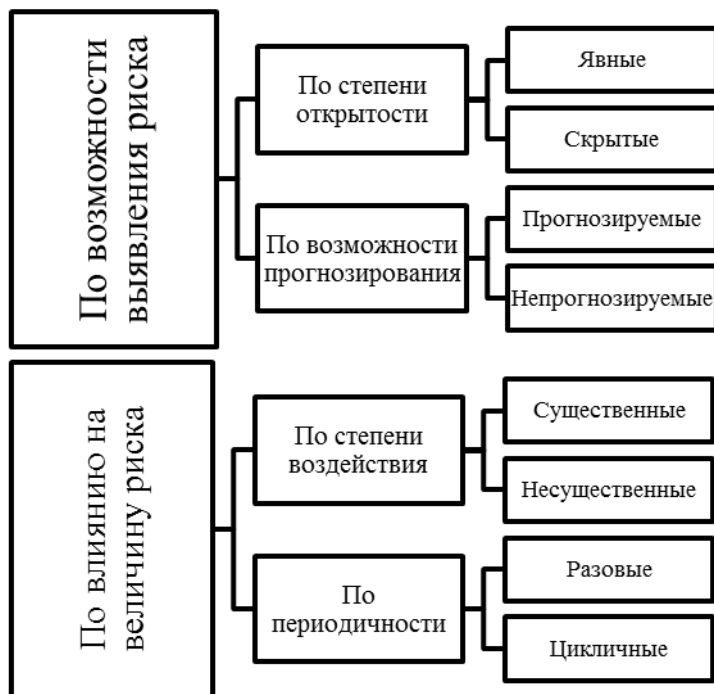 По возможности
выявления риска
По степени
открытости
Явные
Скрытые
По возможности
прогнозирования
Прогнозируемые
Непрогнозируемые
По влиянию на
величину риска
По степени
воздействия
Существенные
Несущественные
По
периодичности
Разовые
Цикличные